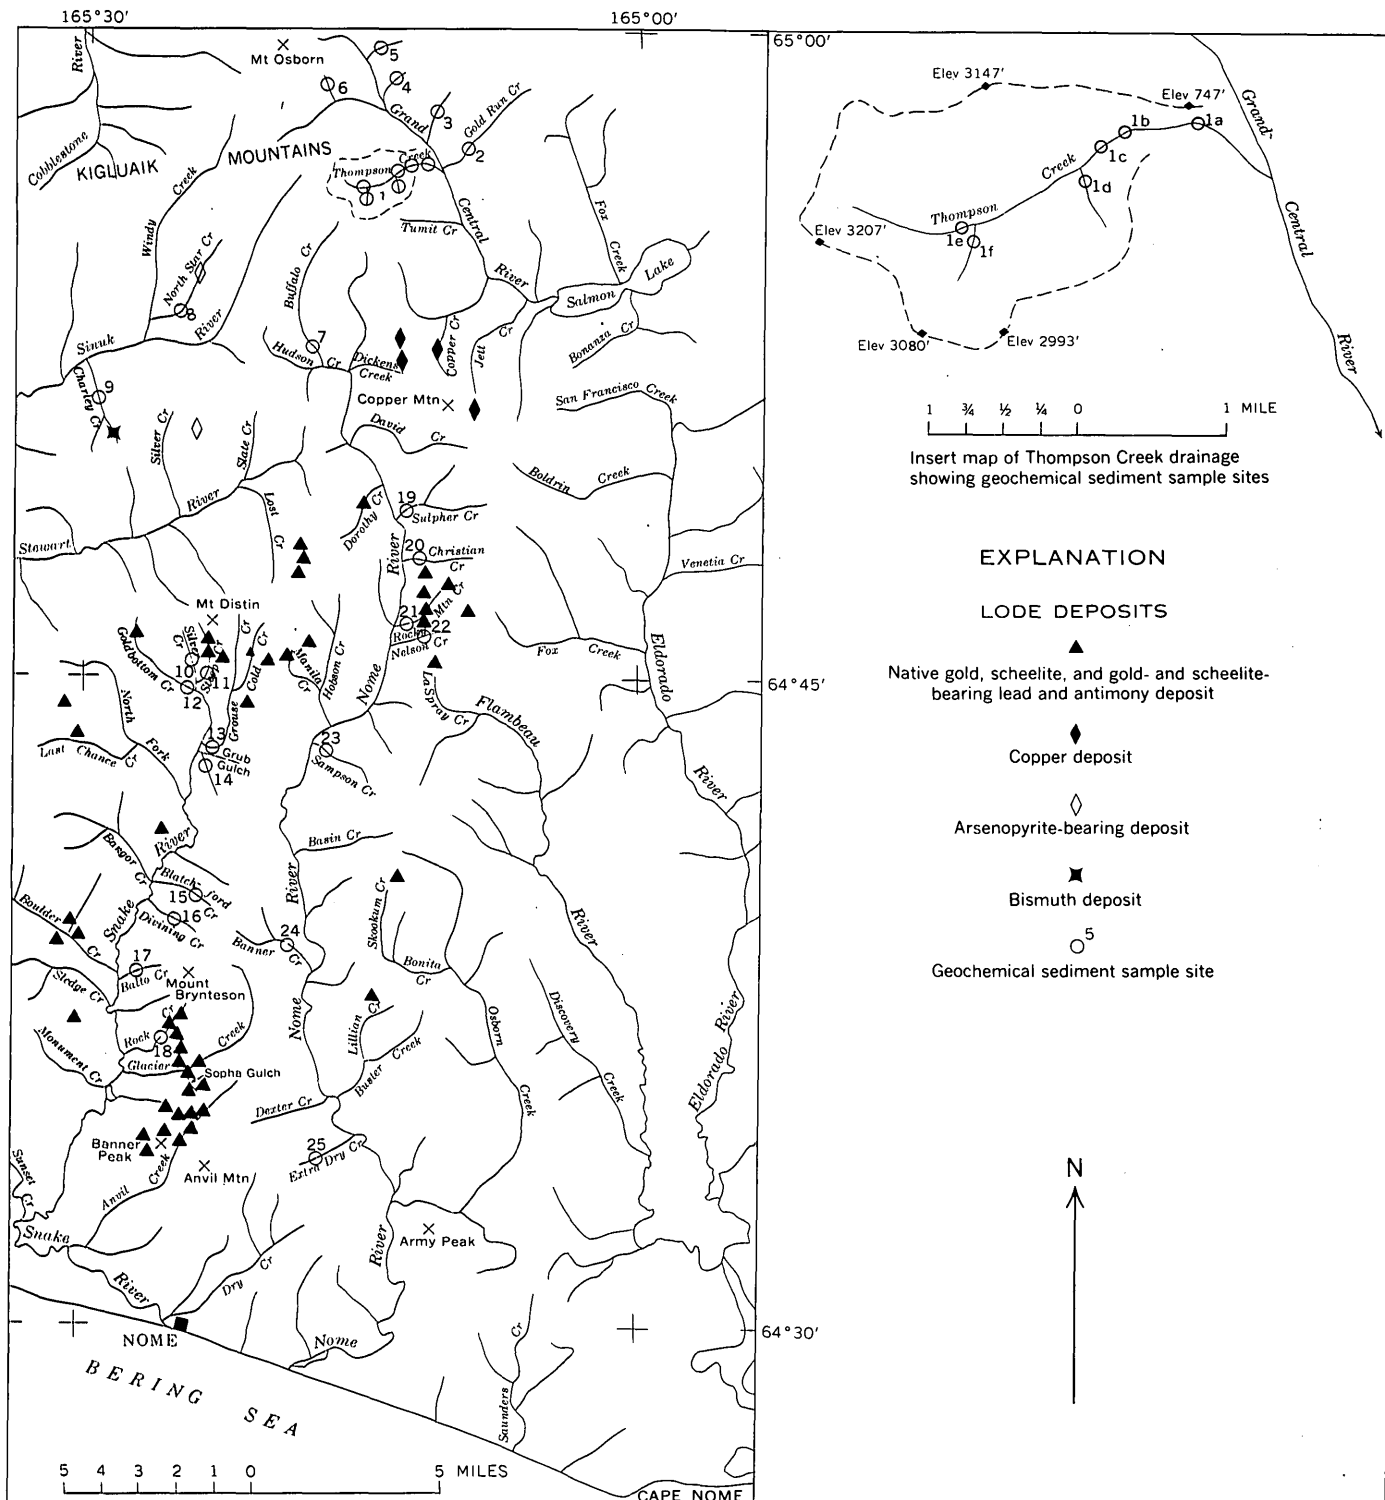 165°30'
165°00'
65°00'
River
Mt Osborn
5
4
6
3
Grand
Gold Run Cr
2
Cobblestone
KIGLUAIK
MOUNTAINS
Creek
Windy
Thompson
Creek
1
Tumit Cr
Central
River
Fox
Creek
Salmon
Lake
North Star Cr
8
Buffalo Cr
7
Sinuk
River
Hudson Cr
Dickens
Creek
Copper Cr
Jett
Cr
Bonanza Cr
9
Charley Cr
Copper Mtn
San Francisco Creek
Silver Cr
Slate Cr
David
Cr
Boldrin
Creek
Stewart
River
Lost
Cr
Dorothy
Cr
19
Sulpher Cr
River
20
Christian
Cr
Venetia Cr
Mt Distin
21
Mtn Cr
Rocky
22
Nelson Cr
Goldbottom Cr
Silver
Cr
10
11
Sleep
Cr
12
Cold
Cr
Grouse
Manila
Cr
Hobson Cr
Nome
Fox
Creek
Eldorado
64°45'
North
Fork
LaSpray Cr
Flambeau
Last Chance
Cr
13
Grub
Gulch
14
23
Sampson Cr
River
River
Bangor
Cr
Basin Cr
River
Blatchford
Cr
15
16
Divining Cr
Boulder
Cr
Snake
Skookum Cr
River
Banner
Cr
24
17
Balto Cr
Mount
Brynteson
Bonita
Cr
Sledge Cr
Rock
Cr
18
Glacier
Creek
Sopha Gulch
Monument Cr
Nome
Lillian
Cr
Buster
Creek
Osborn
Creek
Discovery
Creek
Eldorado River
Dexter Cr
Banner
Peak
Anvil
Creek
Anvil Mtn
25
Extra Dry Cr
Sunset
Cr
Snake
River
Army Peak
River
Dry
Cr
64°30'
NOME
Nome
BERING SEA
Saunders
Cr
CAPE NOME
5 4 3 2 1 0 5 MILES
Elev 3147'
Elev 747'
Grand
1a
1b
1c
Creek
1d
Thompson
Elev 3207'
1e
1f
Central
Elev 3080'
Elev 2993'
River
1 ¾ ½ ¼ 0 1 MILE
Insert map of Thompson Creek drainage
showing geochemical sediment sample sites
EXPLANATION
LODE DEPOSITS
Native gold, scheelite, and gold- and scheelite-
bearing lead and antimony deposit
Copper deposit
Arsenopyrite-bearing deposit
Bismuth deposit
5
Geochemical sediment sample site
N